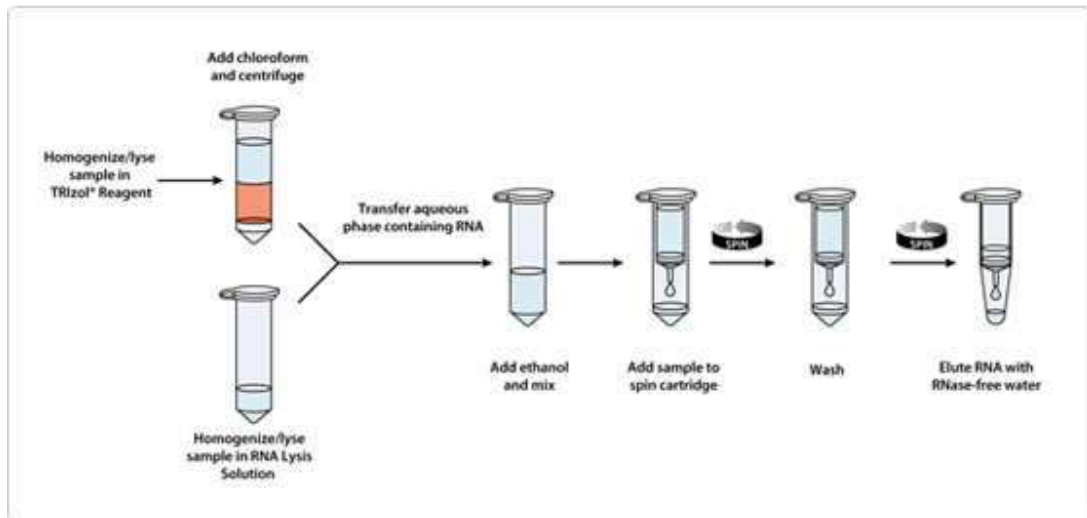 Add chloroform
and centrifuge
Homogenize/lyse
sample in
TRIzol® Reagent
Transfer aqueous
phase containing RNA
SPIN
SPIN
Add ethanol
and mix
Add sample to
spin cartridge
Wash
Elute RNA with
RNase-free water
Homogenize/lyse
sample in RNA Lysis
Solution